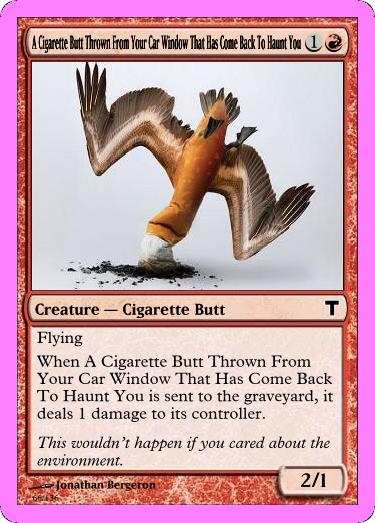 A Cigarette Butt Thrown From Your Car Window That Has Come Back To Haunt You 1
Creature — Cigarette Butt T
Flying
When A Cigarette Butt Thrown From
Your Car Window That Has Come Back
To Haunt You is sent to the graveyard, it
deals 1 damage to its controller.
This wouldn't happen if you cared about the
environment.
Jonathan Bergeron
2/1